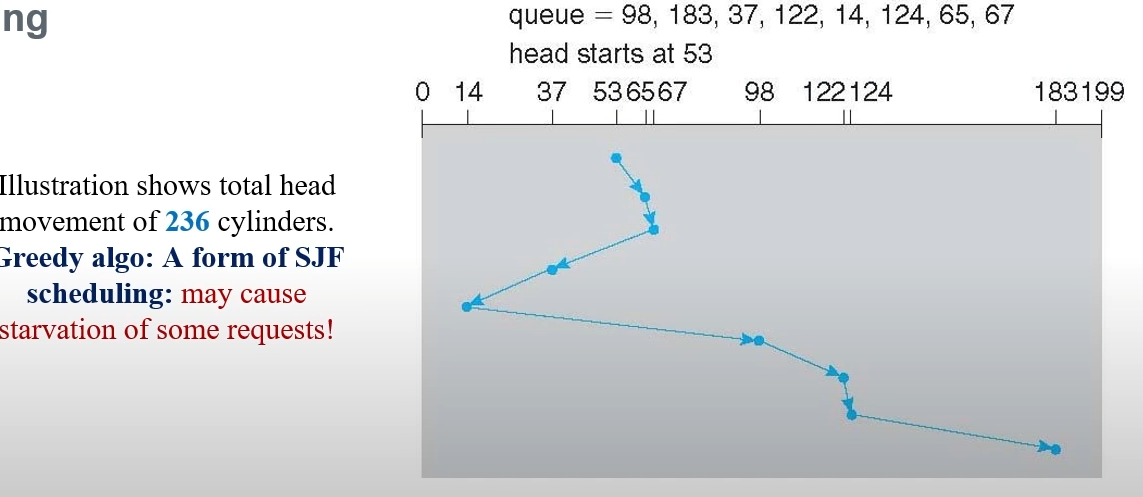 ng
queue = 98, 183, 37, 122, 14, 124, 65, 67
head starts at 53
0 14 37 53 65 67 98 122 124 183 199
Illustration shows total head
movement of 236 cylinders.
Greedy algo: A form of SJF
scheduling: may cause
starvation of some requests!